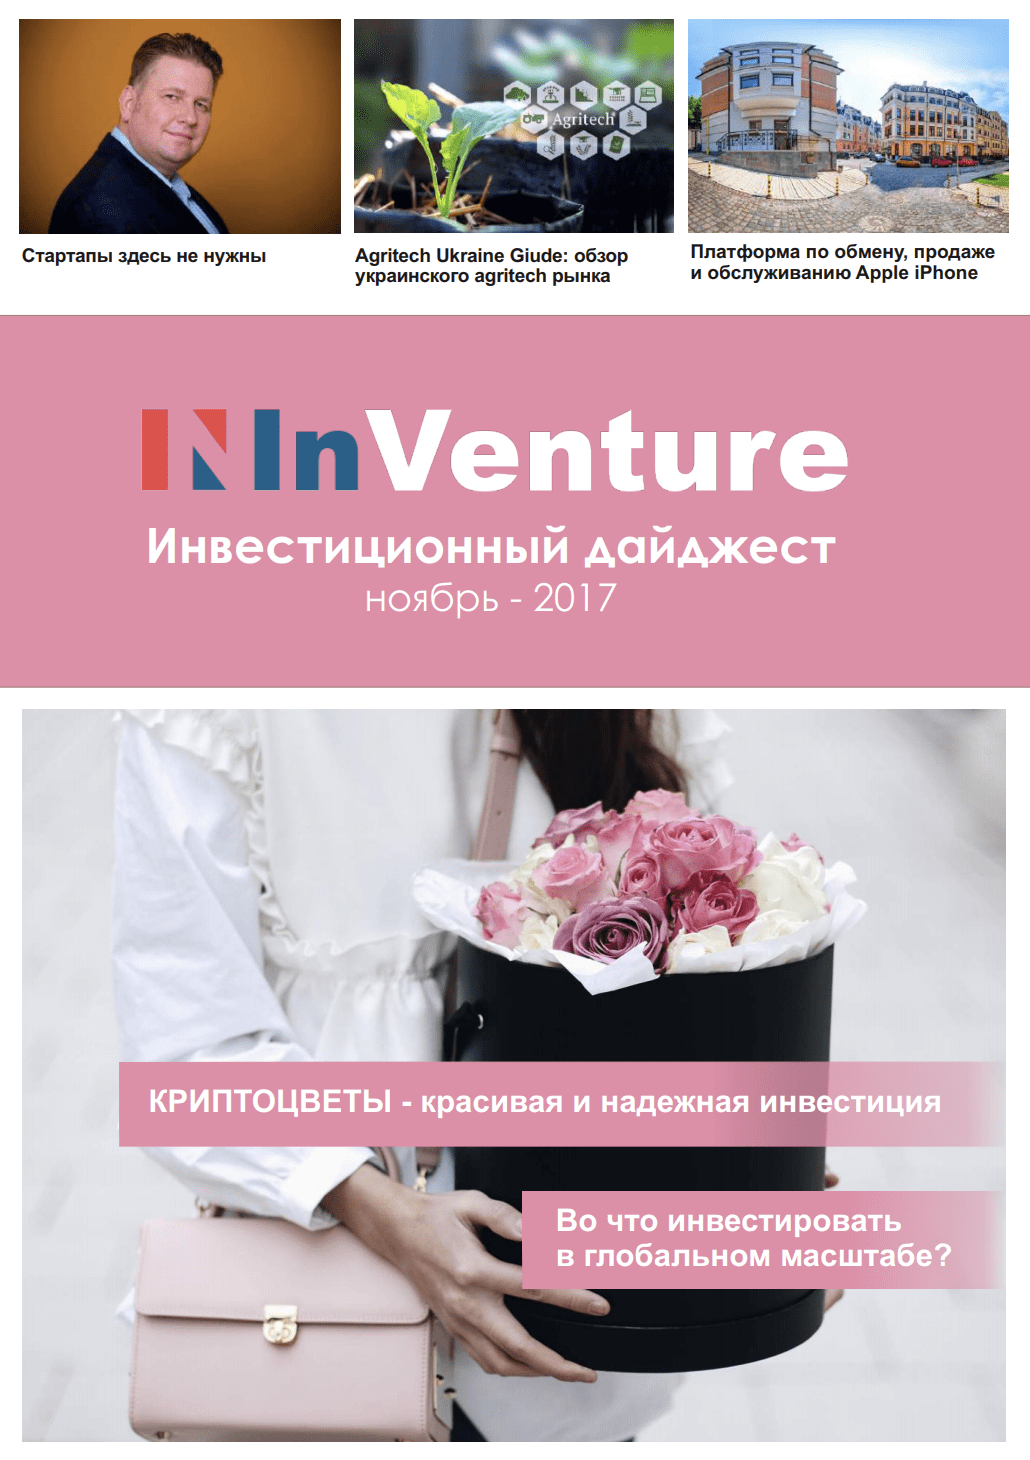 Agritech
Стартапы здесь не нужны
Agritech Ukraine Giude: обзор
украинского agritech рынка
Платформа по обмену, продаже
и обслуживанию Apple iPhone
InVenture
Инвестиционный дайджест
ноябрь - 2017
КРИПТОЦВЕТЫ - красивая и надежная инвестиция
Во что инвестировать
в глобальном масштабе?